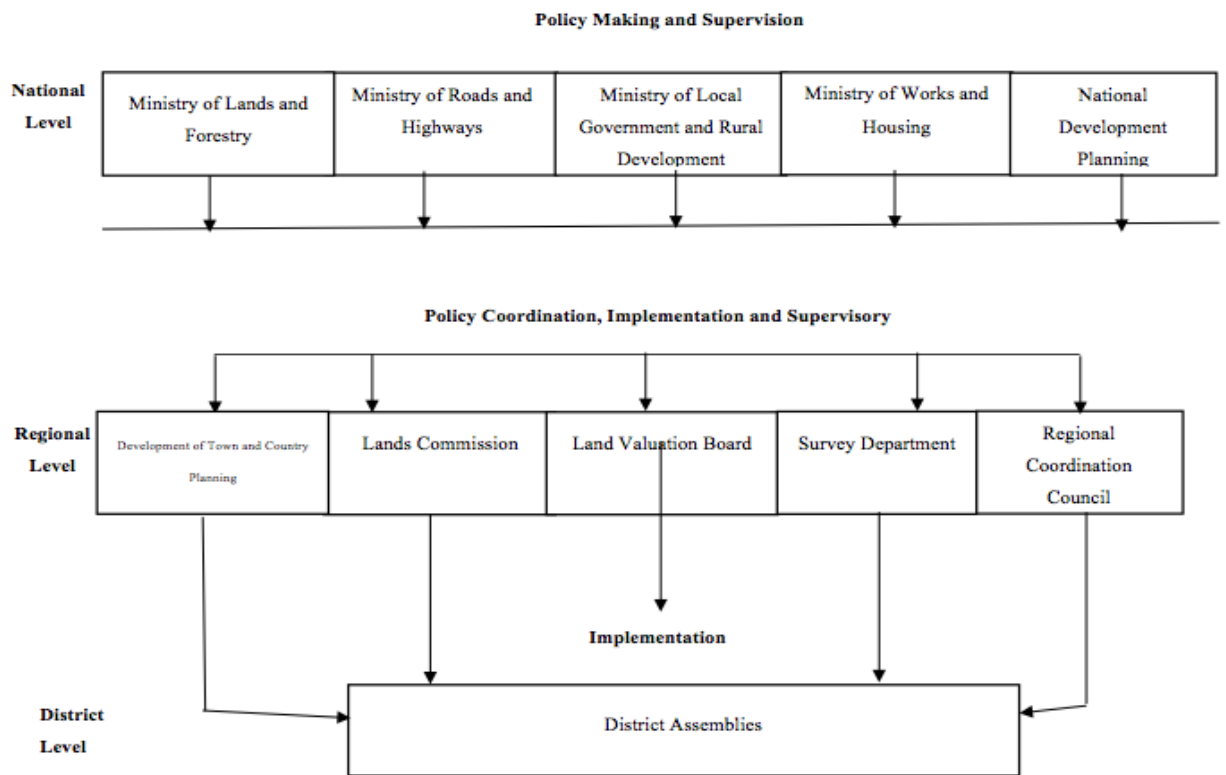 Policy Making and Supervision
National
Level
Ministry of Lands and
Forestry
Ministry of Roads and
Highways
Ministry of Local
Government and Rural
Development
Ministry of Works and
Housing
National
Development
Planning
Policy Coordination, Implementation and Supervisory
Regional
Level
Development of Town and Country
Planning
Lands Commission
Land Valuation Board
Survey Department
Regional
Coordination
Council
Implementation
District
Level
District Assemblies